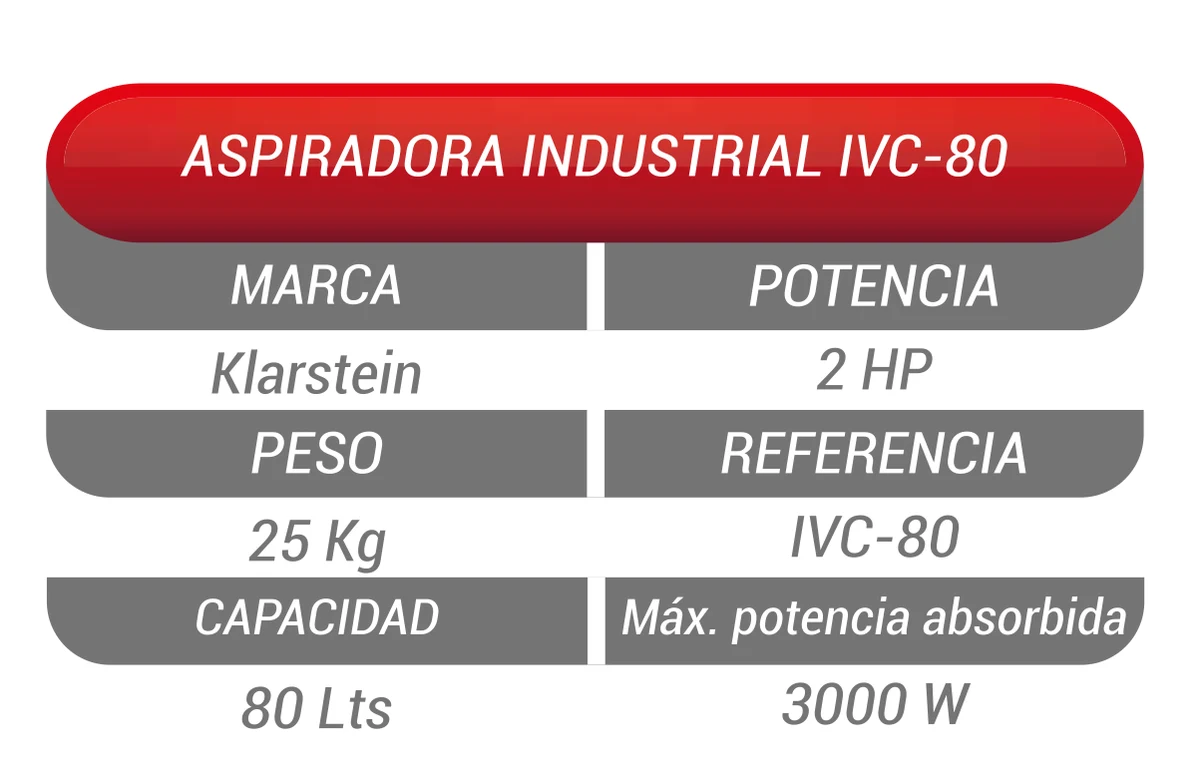 ASPIRADORA INDUSTRIAL IVC-80
MARCA
POTENCIA
Klarstein
2 HP
PESO
REFERENCIA
25 Kg
IVC-80
CAPACIDAD
Máx. potencia absorbida
80 Lts
3000 W